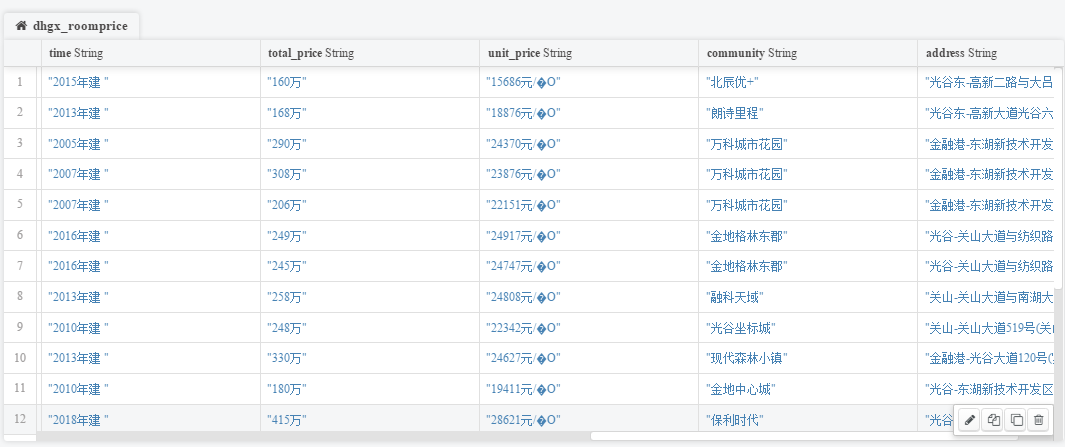 dhgx_roomprice
time String total_price String unit_price String community String address String
1 "2015年建 " "160万" "15686元/�O" "北辰优+" "光谷东-高新二路与大吕
2 "2013年建 " "168万" "18876元/�O" "朗诗里程" "光谷东-高新大道光谷六
3 "2005年建 " "290万" "24370元/�O" "万科城市花园" "金融港-东湖新技术开发
4 "2007年建 " "308万" "23876元/�O" "万科城市花园" "金融港-东湖新技术开发
5 "2007年建 " "206万" "22151元/�O" "万科城市花园" "金融港-东湖新技术开发
6 "2016年建 " "249万" "24917元/�O" "金地格林东郡" "光谷-关山大道与纺织路
7 "2016年建 " "245万" "24747元/�O" "金地格林东郡" "光谷-关山大道与纺织路
8 "2013年建 " "258万" "24808元/�O" "融科天域" "关山-关山大道与南湖大
9 "2010年建 " "248万" "22342元/�O" "光谷坐标城" "关山-关山大道519号(关山
10 "2013年建 " "330万" "24627元/�O" "现代森林小镇" "金融港-光谷大道120号(
11 "2010年建 " "180万" "19411元/�O" "金地中心城" "光谷-东湖新技术开发区
12 "2018年建 " "415万" "28621元/�O" "保利时代" "光谷